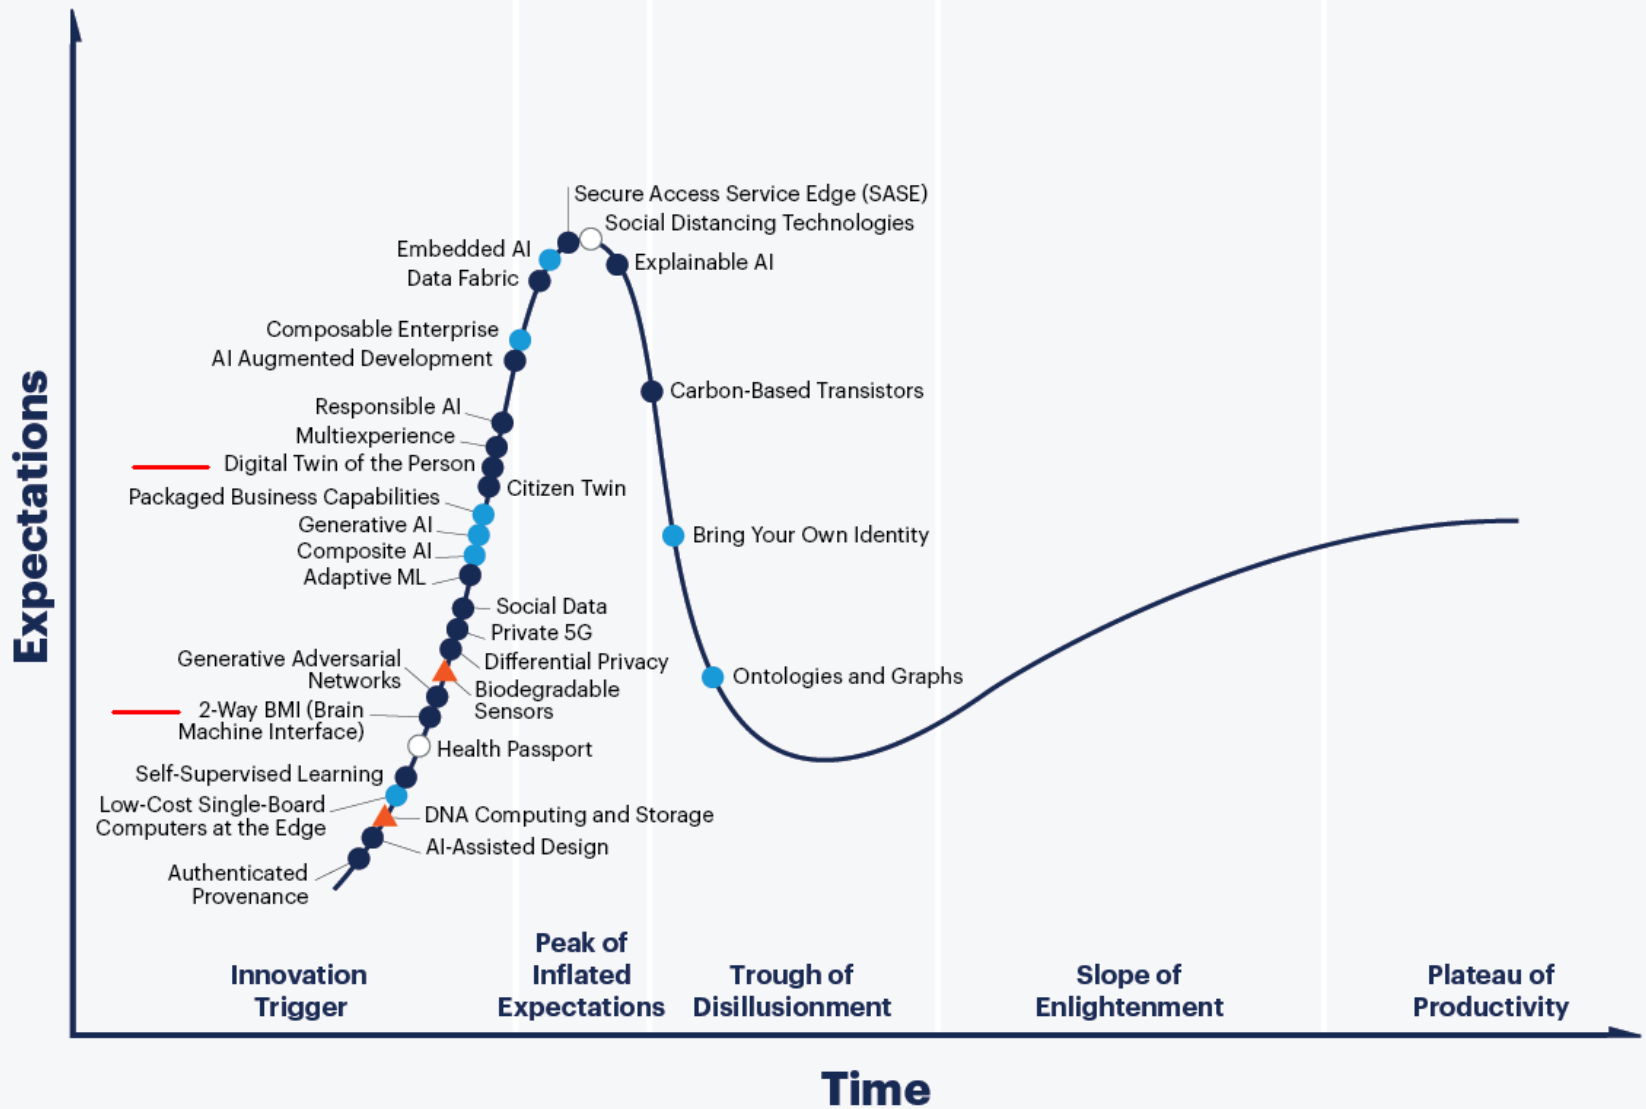 Secure Access Service Edge (SASE)
Social Distancing Technologies
Embedded AI
Explainable AI
Data Fabric
Composable Enterprise
AI Augmented Development
Carbon-Based Transistors
Responsible AI
Multiexperience
Digital Twin of the Person
Citizen Twin
Packaged Business Capabilities
Generative AI
Bring Your Own Identity
Composite AI
Adaptive ML
Social Data
Private 5G
Generative Adversarial
Networks
Differential Privacy
Ontologies and Graphs
Biodegradable
Sensors
2-Way BMI (Brain
Machine Interface)
Health Passport
Self-Supervised Learning
Low-Cost Single-Board
Computers at the Edge
DNA Computing and Storage
AI-Assisted Design
Authenticated
Provenance
Expectations
Innovation
Trigger
Peak of
Inflated
Expectations
Trough of
Disillusionment
Slope of
Enlightenment
Plateau of
Productivity
Time